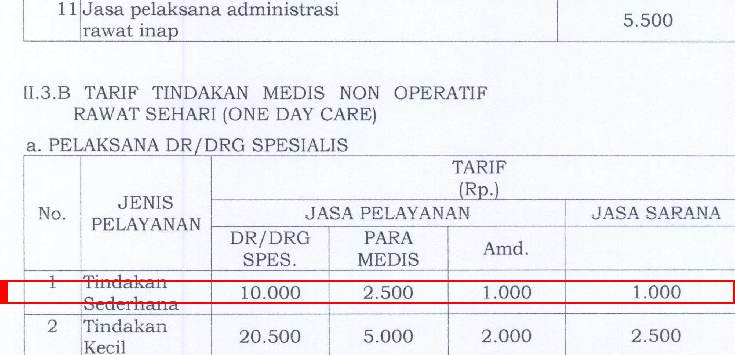 11 Jasa pelaksana administrasi
rawat inap 5.500
II.3.B TARIF TINDAKAN MEDIS NON OPERATIF
RAWAT SEHARI (ONE DAY CARE)
a. PELAKSANA DR/DRG SPESIALIS
No. JENIS PELAYANAN TARIF
(Rp.)
JASA PELAYANAN JASA SARANA
DR/DRG SPES. PARA MEDIS Amd.
1 Tindakan Sederhana 10.000 2.500 1.000 1.000
2 Tindakan Kecil 20.500 5.000 2.000 2.500